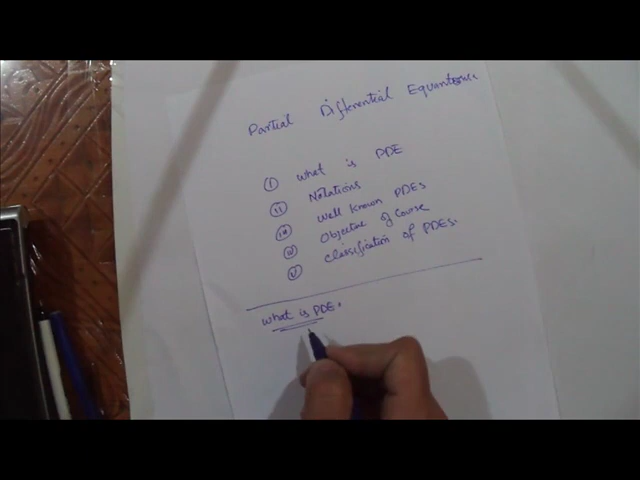 Partial Differential Equantions
(i) what is PDE
(ii) Notations
(iii) well known PDEs
(iv) Objective of Course
(v) classification of PDEs.
what is PDE.